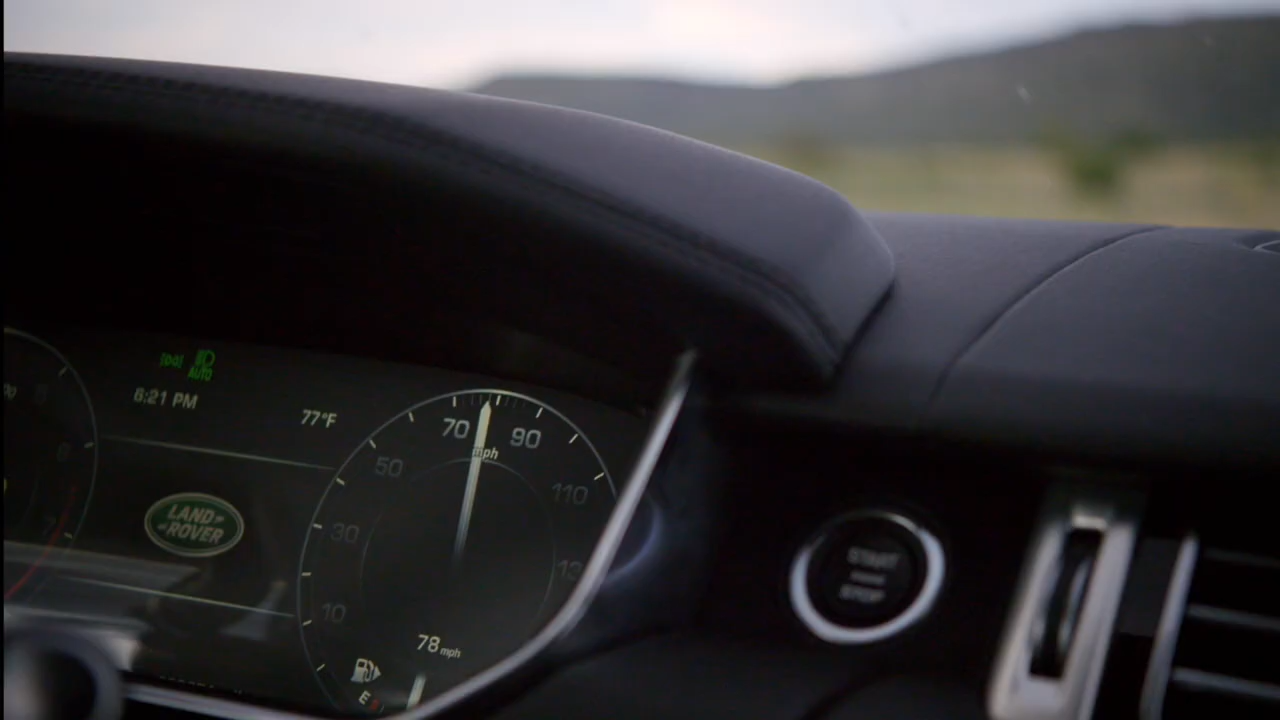 AUTO
6:21 PM
77°F
70
90
mph
50
110
LAND
ROVER
30
10
START
STOP
78 mph
E